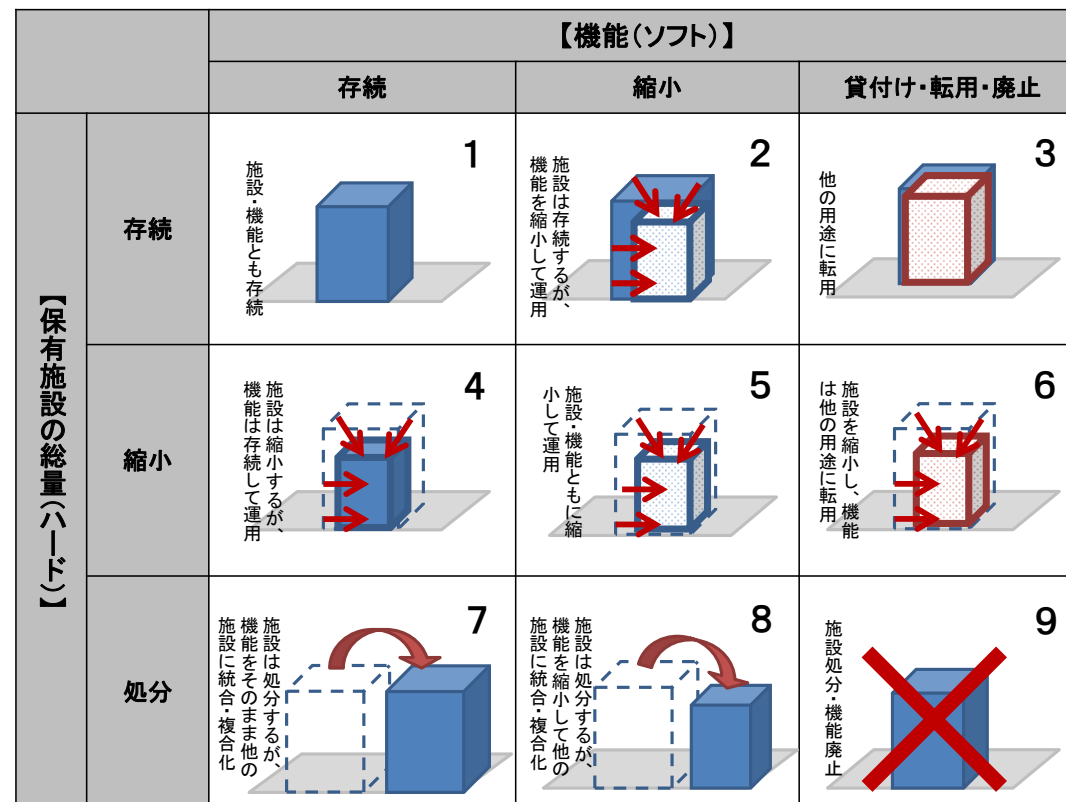 【機能（ソフト）】
存続
縮小
貸付け・転用・廃止
【保有施設の総量（ハード）】
存続
1
施設・機能とも存続
2
施設は存続するが、
機能を縮小して運用
3
他の用途に転用
縮小
4
施設は縮小するが、
機能は存続して運用
5
施設・機能ともに縮
小して運用
6
施設を縮小し、機能
は他の用途に転用
処分
7
施設は処分するが、
機能をそのまま他の
施設に統合・複合化
8
施設は処分するが、
機能を縮小して他の
施設に統合・複合化
9
施設処分・機能廃止